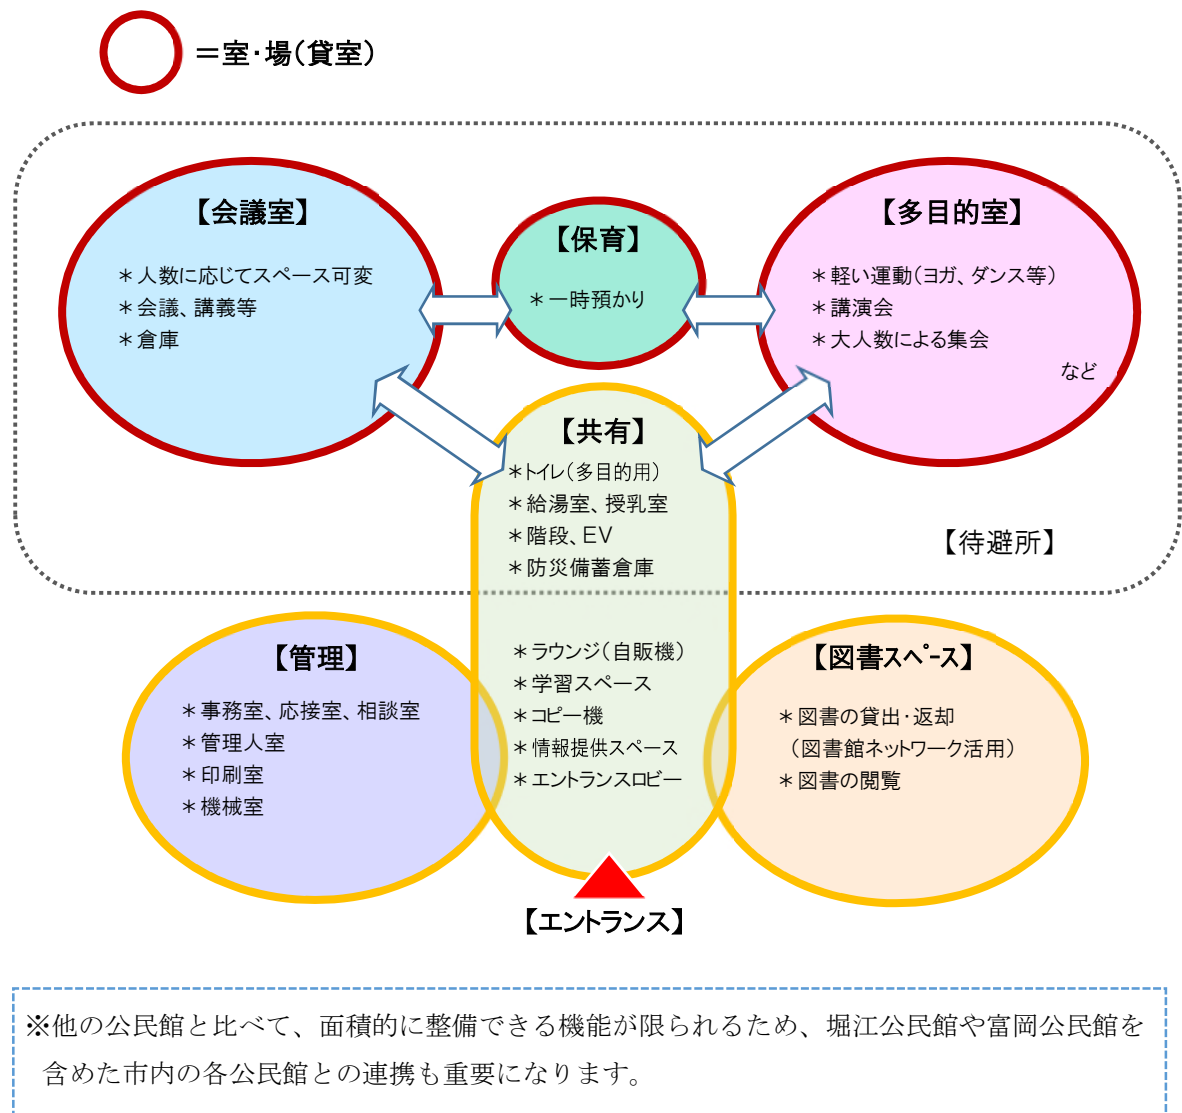 ＝室・場（貸室）
【会議室】
＊人数に応じてスペース可変
＊会議、講義等
＊倉庫
【保育】
＊一時預かり
【多目的室】
＊軽い運動（ヨガ、ダンス等）
＊講演会
＊大人数による集会
など
【共有】
＊トイレ（多目的用）
＊給湯室、授乳室
＊階段、EV
＊防災備蓄倉庫
【待避所】
＊ラウンジ（自販機）
＊学習スペース
＊コピー機
＊情報提供スペース
＊エントランスロビー
【管理】
＊事務室、応接室、相談室
＊管理人室
＊印刷室
＊機械室
【図書スペース】
＊図書の貸出・返却
（図書館ネットワーク活用）
＊図書の閲覧
【エントランス】
※他の公民館と比べて、面積的に整備できる機能が限られるため、堀江公民館や富岡公民館を
含めた市内の各公民館との連携も重要になります。